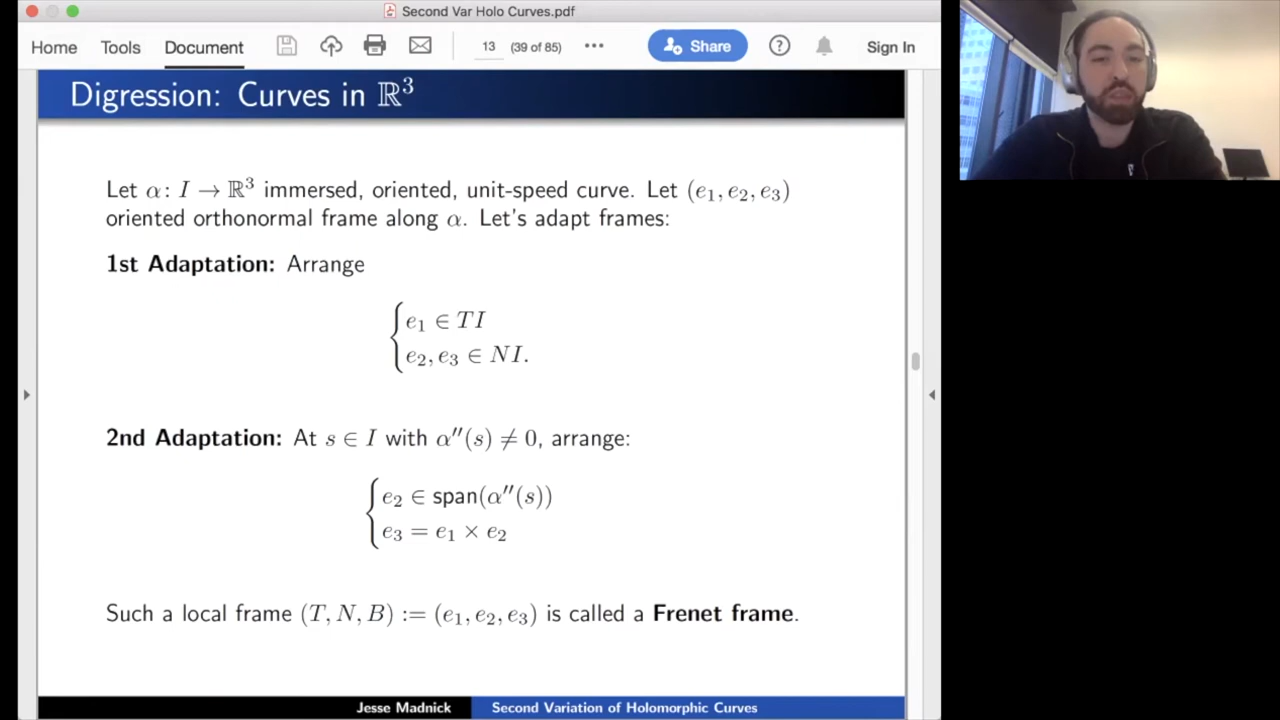 Second Var Holo Curves.pdf
Home Tools Document 13 (39 of 85) Share Sign In
Digression: Curves in ℝ³
Let α: I → ℝ³ immersed, oriented, unit-speed curve. Let (e₁, e₂, e₃)
oriented orthonormal frame along α. Let's adapt frames:
1st Adaptation: Arrange
e₁ ∈ TI
e₂, e₃ ∈ NI.
2nd Adaptation: At s ∈ I with α″(s) ≠ 0, arrange:
e₂ ∈ span(α″(s))
e₃ = e₁ × e₂
Such a local frame (T, N, B) := (e₁, e₂, e₃) is called a Frenet frame.
Jesse Madnick Second Variation of Holomorphic Curves